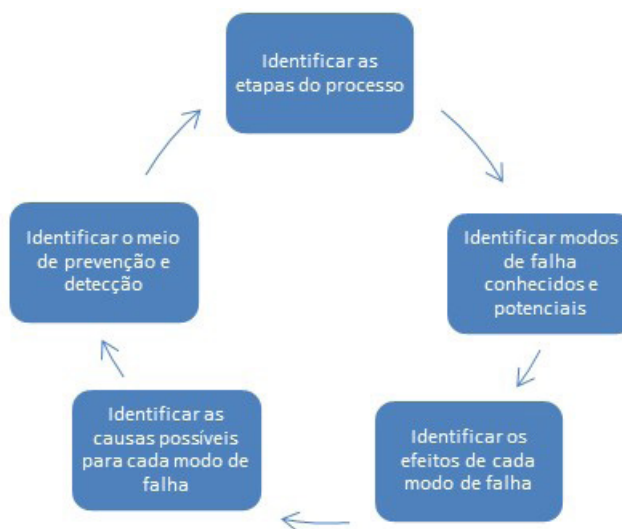 Identificar as
etapas do processo
Identificar modos
de falha
conhecidos e
potenciais
Identificar os
efeitos de cada
modo de falha
Identificar as
causas possíveis
para cada modo de
falha
Identificar o meio
de prevenção e
detecção